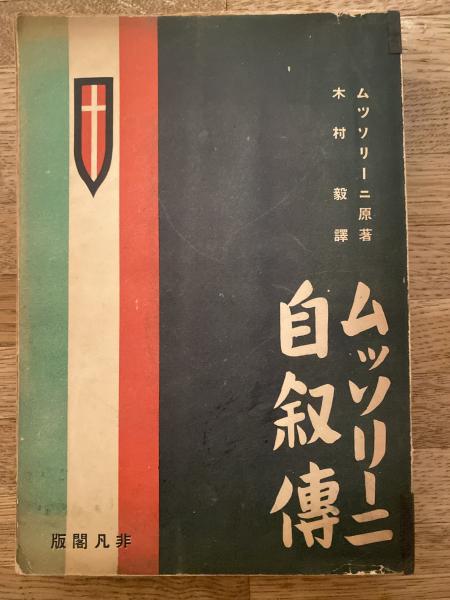 ムツソリーニ原著
木村毅譯
ムッソリーニ
自叙傳
版閣凡非